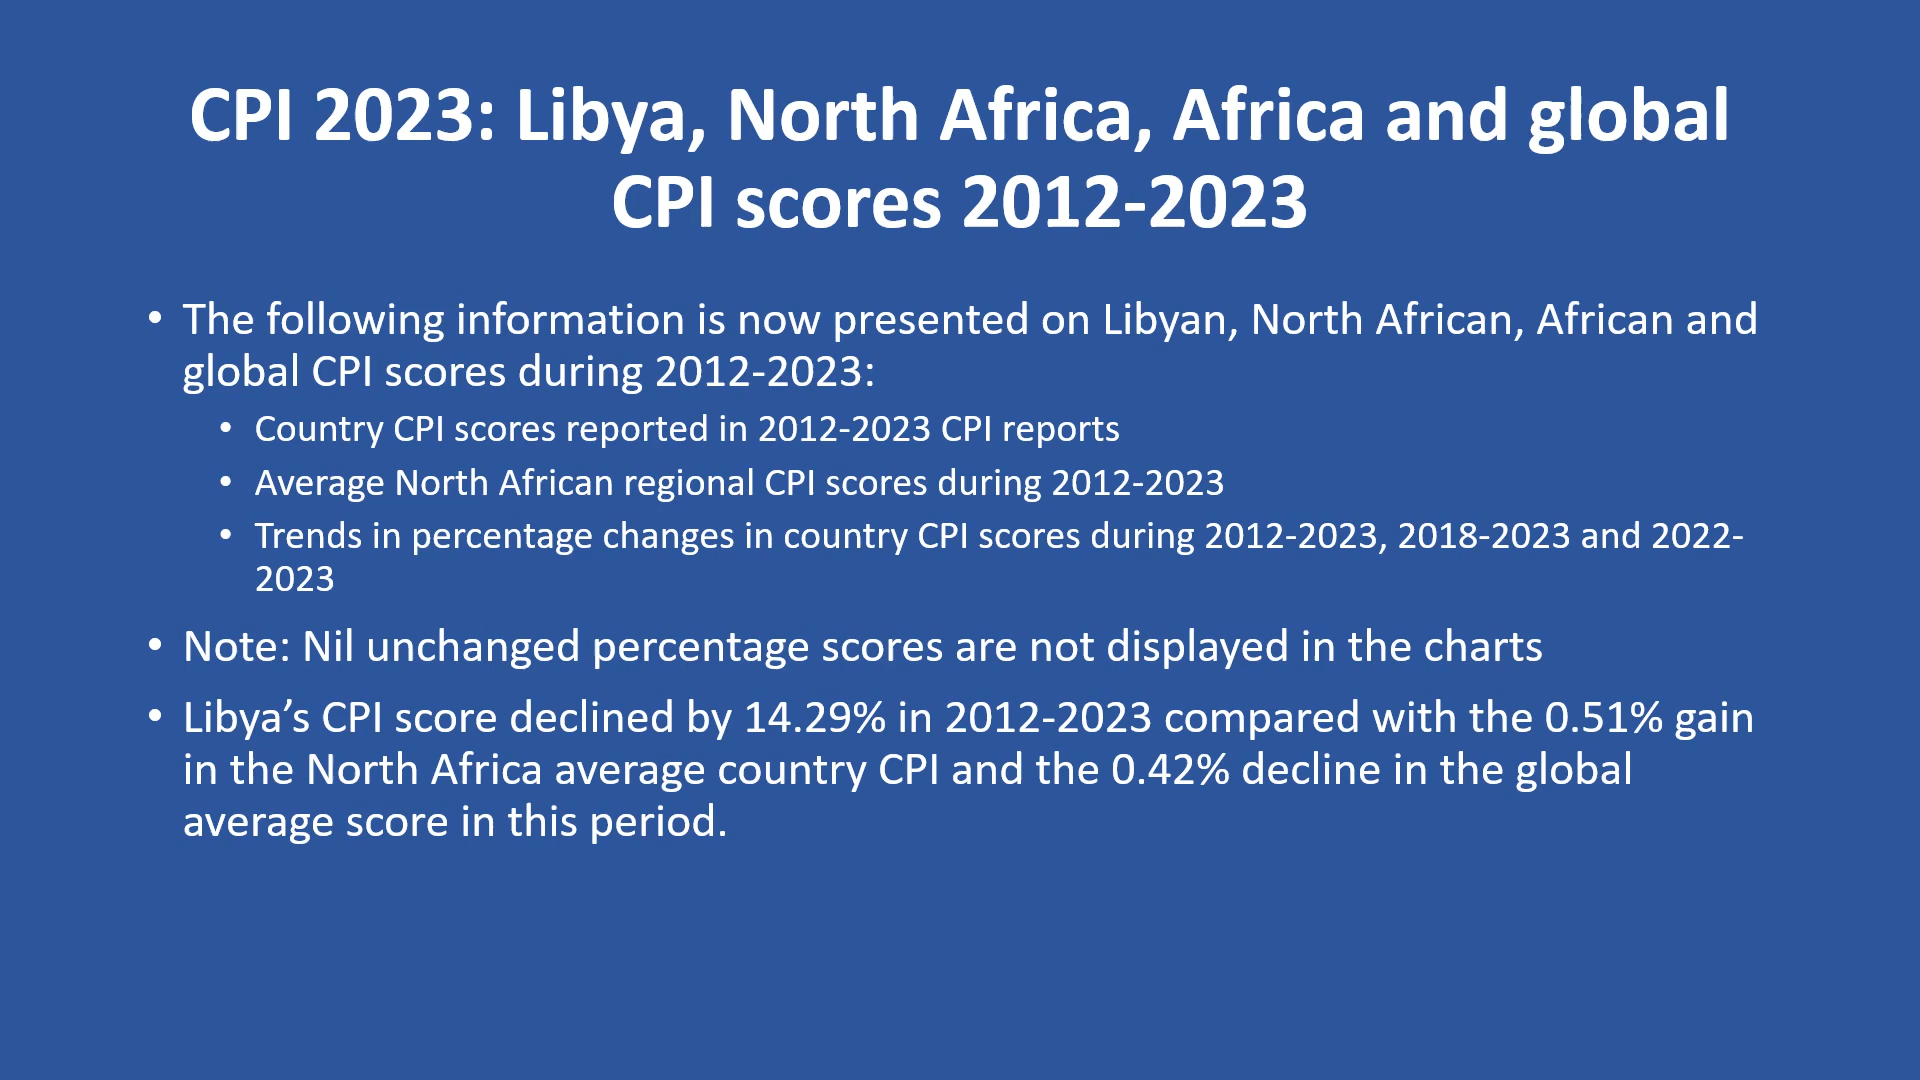 CPI 2023: Libya, North Africa, Africa and global
CPI scores 2012-2023
• The following information is now presented on Libyan, North African, African and
global CPI scores during 2012-2023:
• Country CPI scores reported in 2012-2023 CPI reports
• Average North African regional CPI scores during 2012-2023
• Trends in percentage changes in country CPI scores during 2012-2023, 2018-2023 and 2022-
2023
• Note: Nil unchanged percentage scores are not displayed in the charts
• Libya’s CPI score declined by 14.29% in 2012-2023 compared with the 0.51% gain
in the North Africa average country CPI and the 0.42% decline in the global
average score in this period.